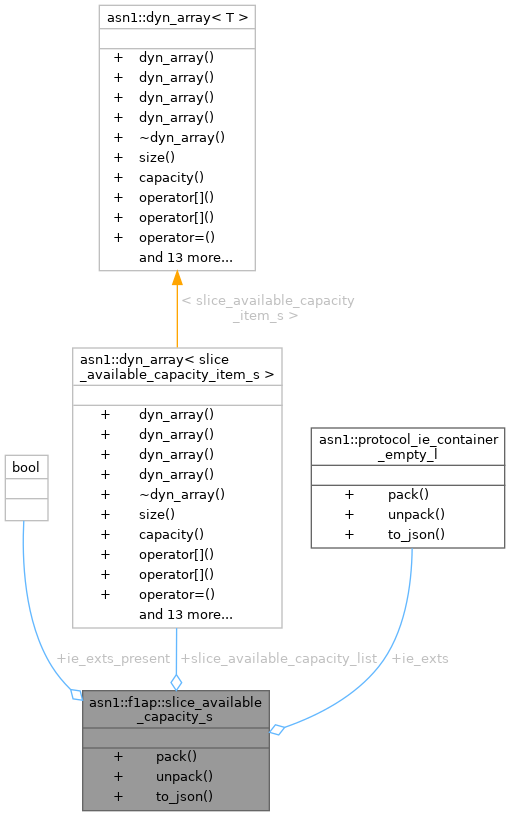 asn1::dyn_array< T >
+ dyn_array()
+ dyn_array()
+ dyn_array()
+ dyn_array()
+ ~dyn_array()
+ size()
+ capacity()
+ operator[]()
+ operator[]()
+ operator=()
and 13 more...
< slice_available_capacity
_item_s >
asn1::dyn_array< slice
_available_capacity_item_s >
+ dyn_array()
+ dyn_array()
+ dyn_array()
+ dyn_array()
+ ~dyn_array()
+ size()
+ capacity()
+ operator[]()
+ operator[]()
+ operator=()
and 13 more...
bool
asn1::protocol_ie_container
_empty_l
+ pack()
+ unpack()
+ to_json()
+ie_exts_present
+slice_available_capacity_list
+ie_exts
asn1::f1ap::slice_available
_capacity_s
+ pack()
+ unpack()
+ to_json()